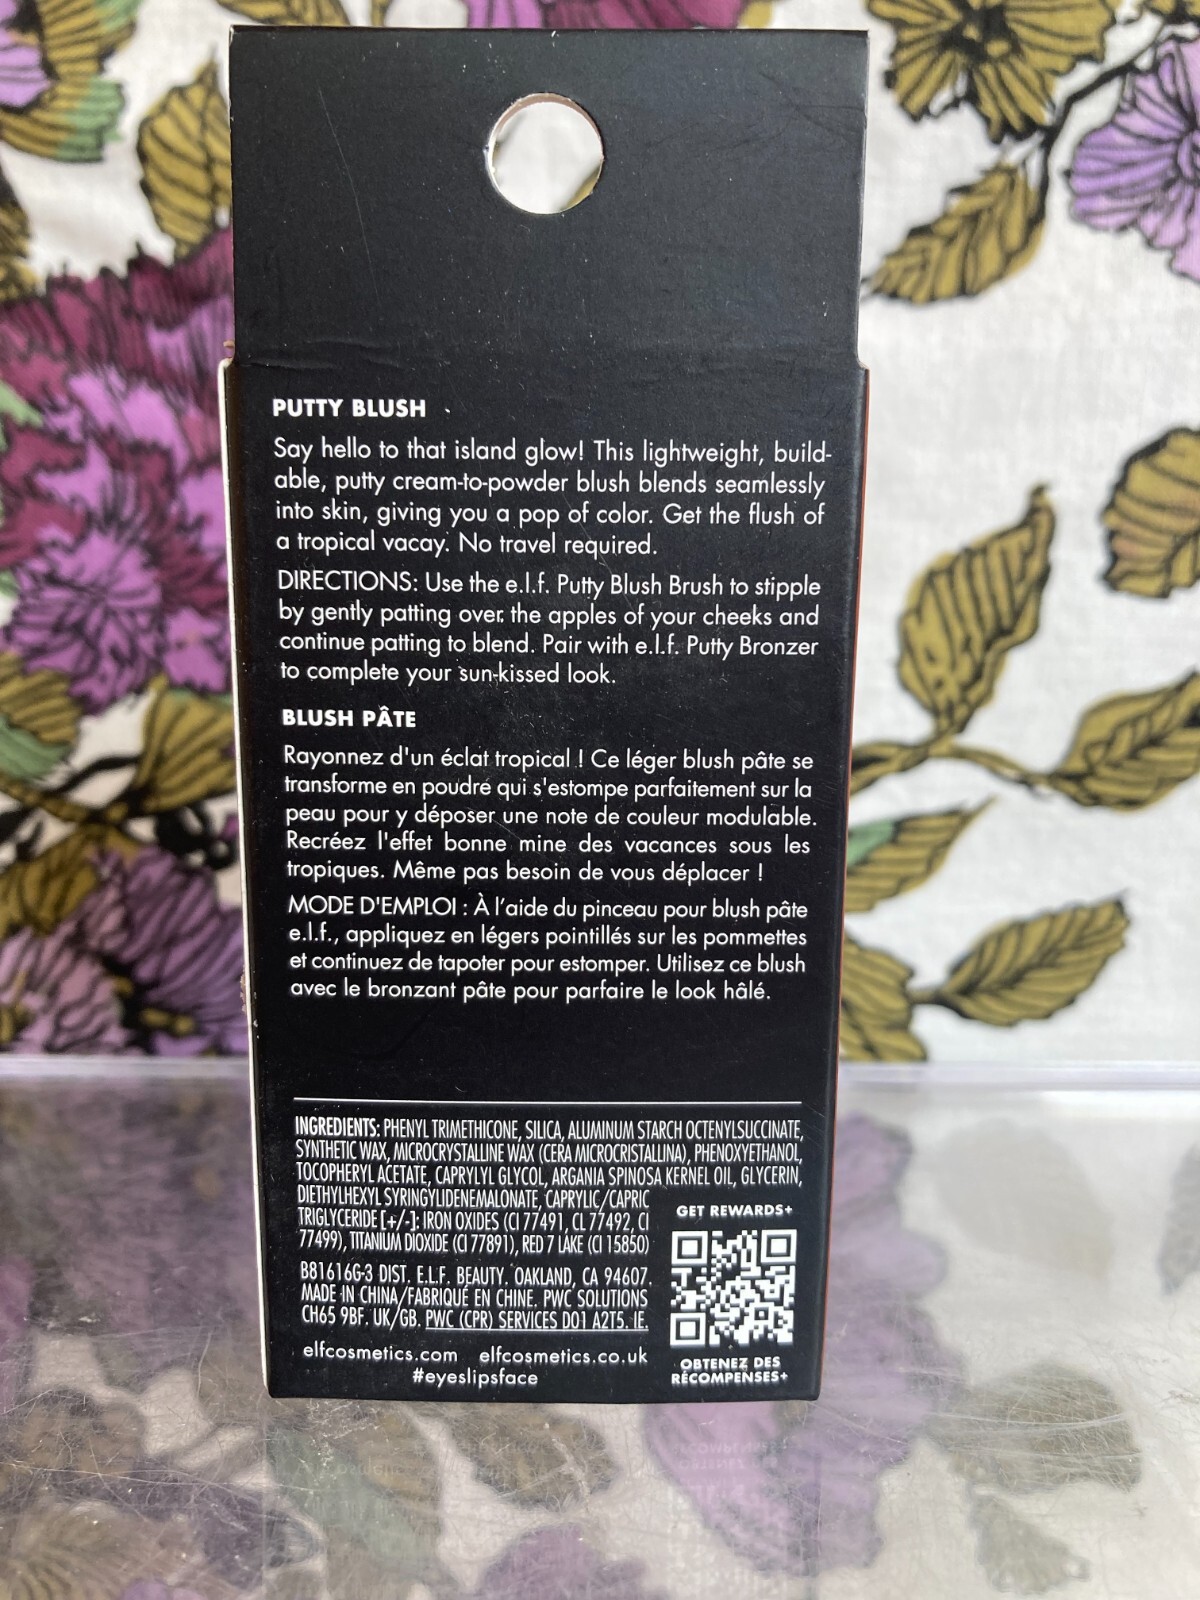 PUTTY BLUSH
Say hello to that island glow! This lightweight, build-
able, putty cream-to-powder blush blends seamlessly
into skin, giving you a pop of color. Get the flush of
a tropical vacay. No travel required.
DIRECTIONS: Use the e.l.f. Putty Blush Brush to stipple
by gently patting over the apples of your cheeks and
continue patting to blend. Pair with e.l.f. Putty Bronzer
to complete your sun-kissed look.
BLUSH PÂTE
Rayonnez d'un éclat tropical ! Ce léger blush pâte se
transforme en poudre qui s'estompe parfaitement sur la
peau pour y déposer une note de couleur modulable.
Recréez l'effet bonne mine des vacances sous les
tropiques. Même pas besoin de vous déplacer !
MODE D'EMPLOI : À l'aide du pinceau pour blush pâte
e.l.f., appliquez en légers pointillés sur les pommettes
et continuez de tapoter pour estomper. Utilisez ce blush
avec le bronzant pâte pour parfaire le look hâlé.
INGREDIENTS: PHENYL TRIMETHICONE, SILICA, ALUMINUM STARCH OCTENYLSUCCINATE,
SYNTHETIC WAX, MICROCRYSTALLINE WAX (CERA MICROCRISTALLINA), PHENOXYETHANOL,
TOCOPHERYL ACETATE, CAPRYLYL GLYCOL, ARGANIA SPINOSA KERNEL OIL, GLYCERIN,
DIETHYLHEXYL SYRINGYLIDENEMALONATE, CAPRYLIC/CAPRIC
TRIGLYCERIDE [+/-]: IRON OXIDES (CI 77491, CL 77492, CI
77499), TITANIUM DIOXIDE (CI 77891), RED 7 LAKE (CI 15850)
B81616G-3 DIST. E.L.F. BEAUTY. OAKLAND, CA 94607.
MADE IN CHINA/FABRIQUÉ EN CHINE. PWC SOLUTIONS
CH65 9BF. UK/GB. PWC (CPR) SERVICES D01 A2T5. IE.
elfcosmetics.com elfcosmetics.co.uk
#eyeslipsface
GET REWARDS+
OBTENEZ DES
RÉCOMPENSES+